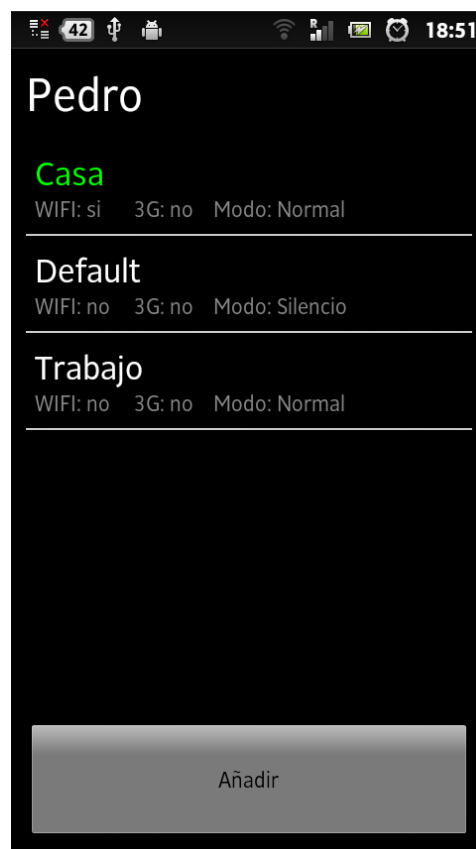 42 R 18:51
Pedro
Casa
WIFI: si 3G: no Modo: Normal
Default
WIFI: no 3G: no Modo: Silencio
Trabajo
WIFI: no 3G: no Modo: Normal
Añadir